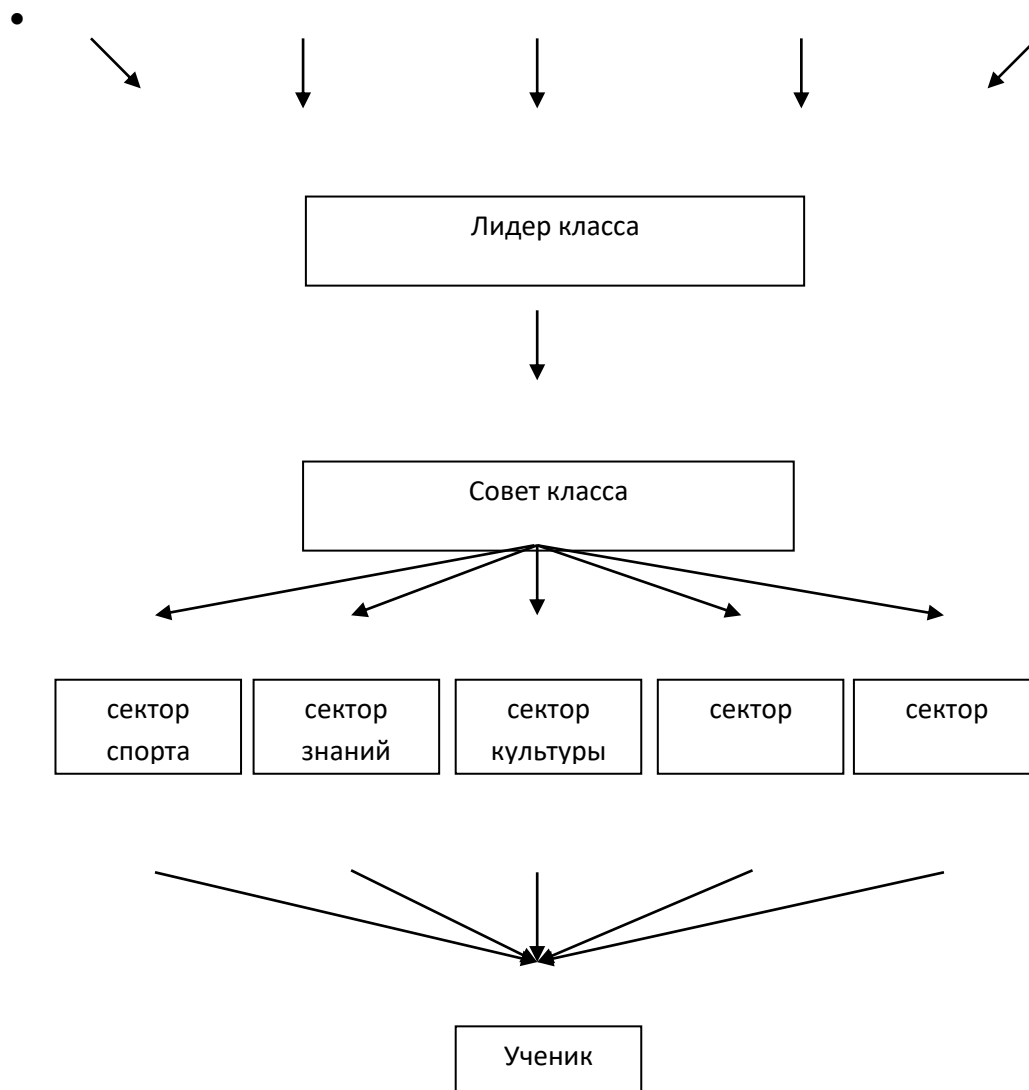 Лидер класса
Совет класса
сектор спорта
сектор знаний
сектор культуры
сектор
сектор
Ученик